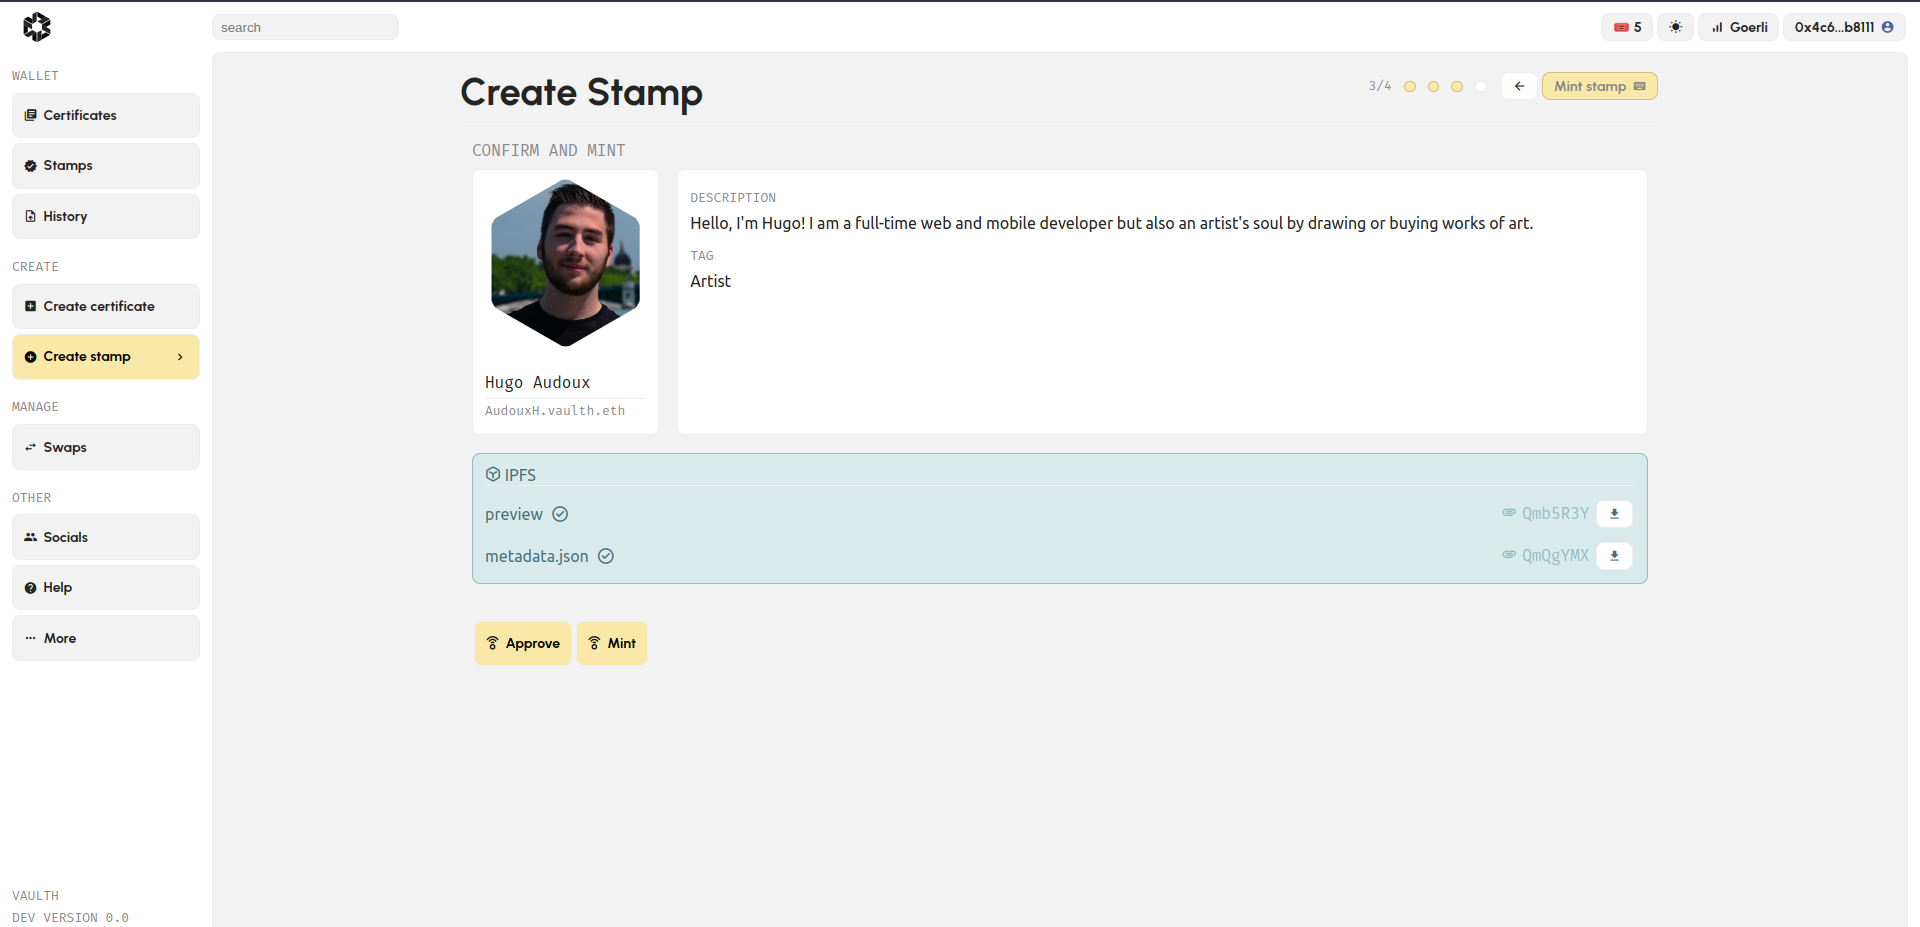 search
5
Goerli
0x4c6...b8111
WALLET
Certificates
Stamps
History
CREATE
Create certificate
Create stamp
MANAGE
Swaps
OTHER
Socials
Help
More
VAULTH
DEV VERSION 0.0
Create Stamp
3/4
Mint stamp
CONFIRM AND MINT
Hugo Audoux
AudouxH.vaulth.eth
DESCRIPTION
Hello, I'm Hugo! I am a full-time web and mobile developer but also an artist's soul by drawing or buying works of art.
TAG
Artist
IPFS
preview
Qmb5R3Y
metadata.json
QmQgYMX
Approve
Mint